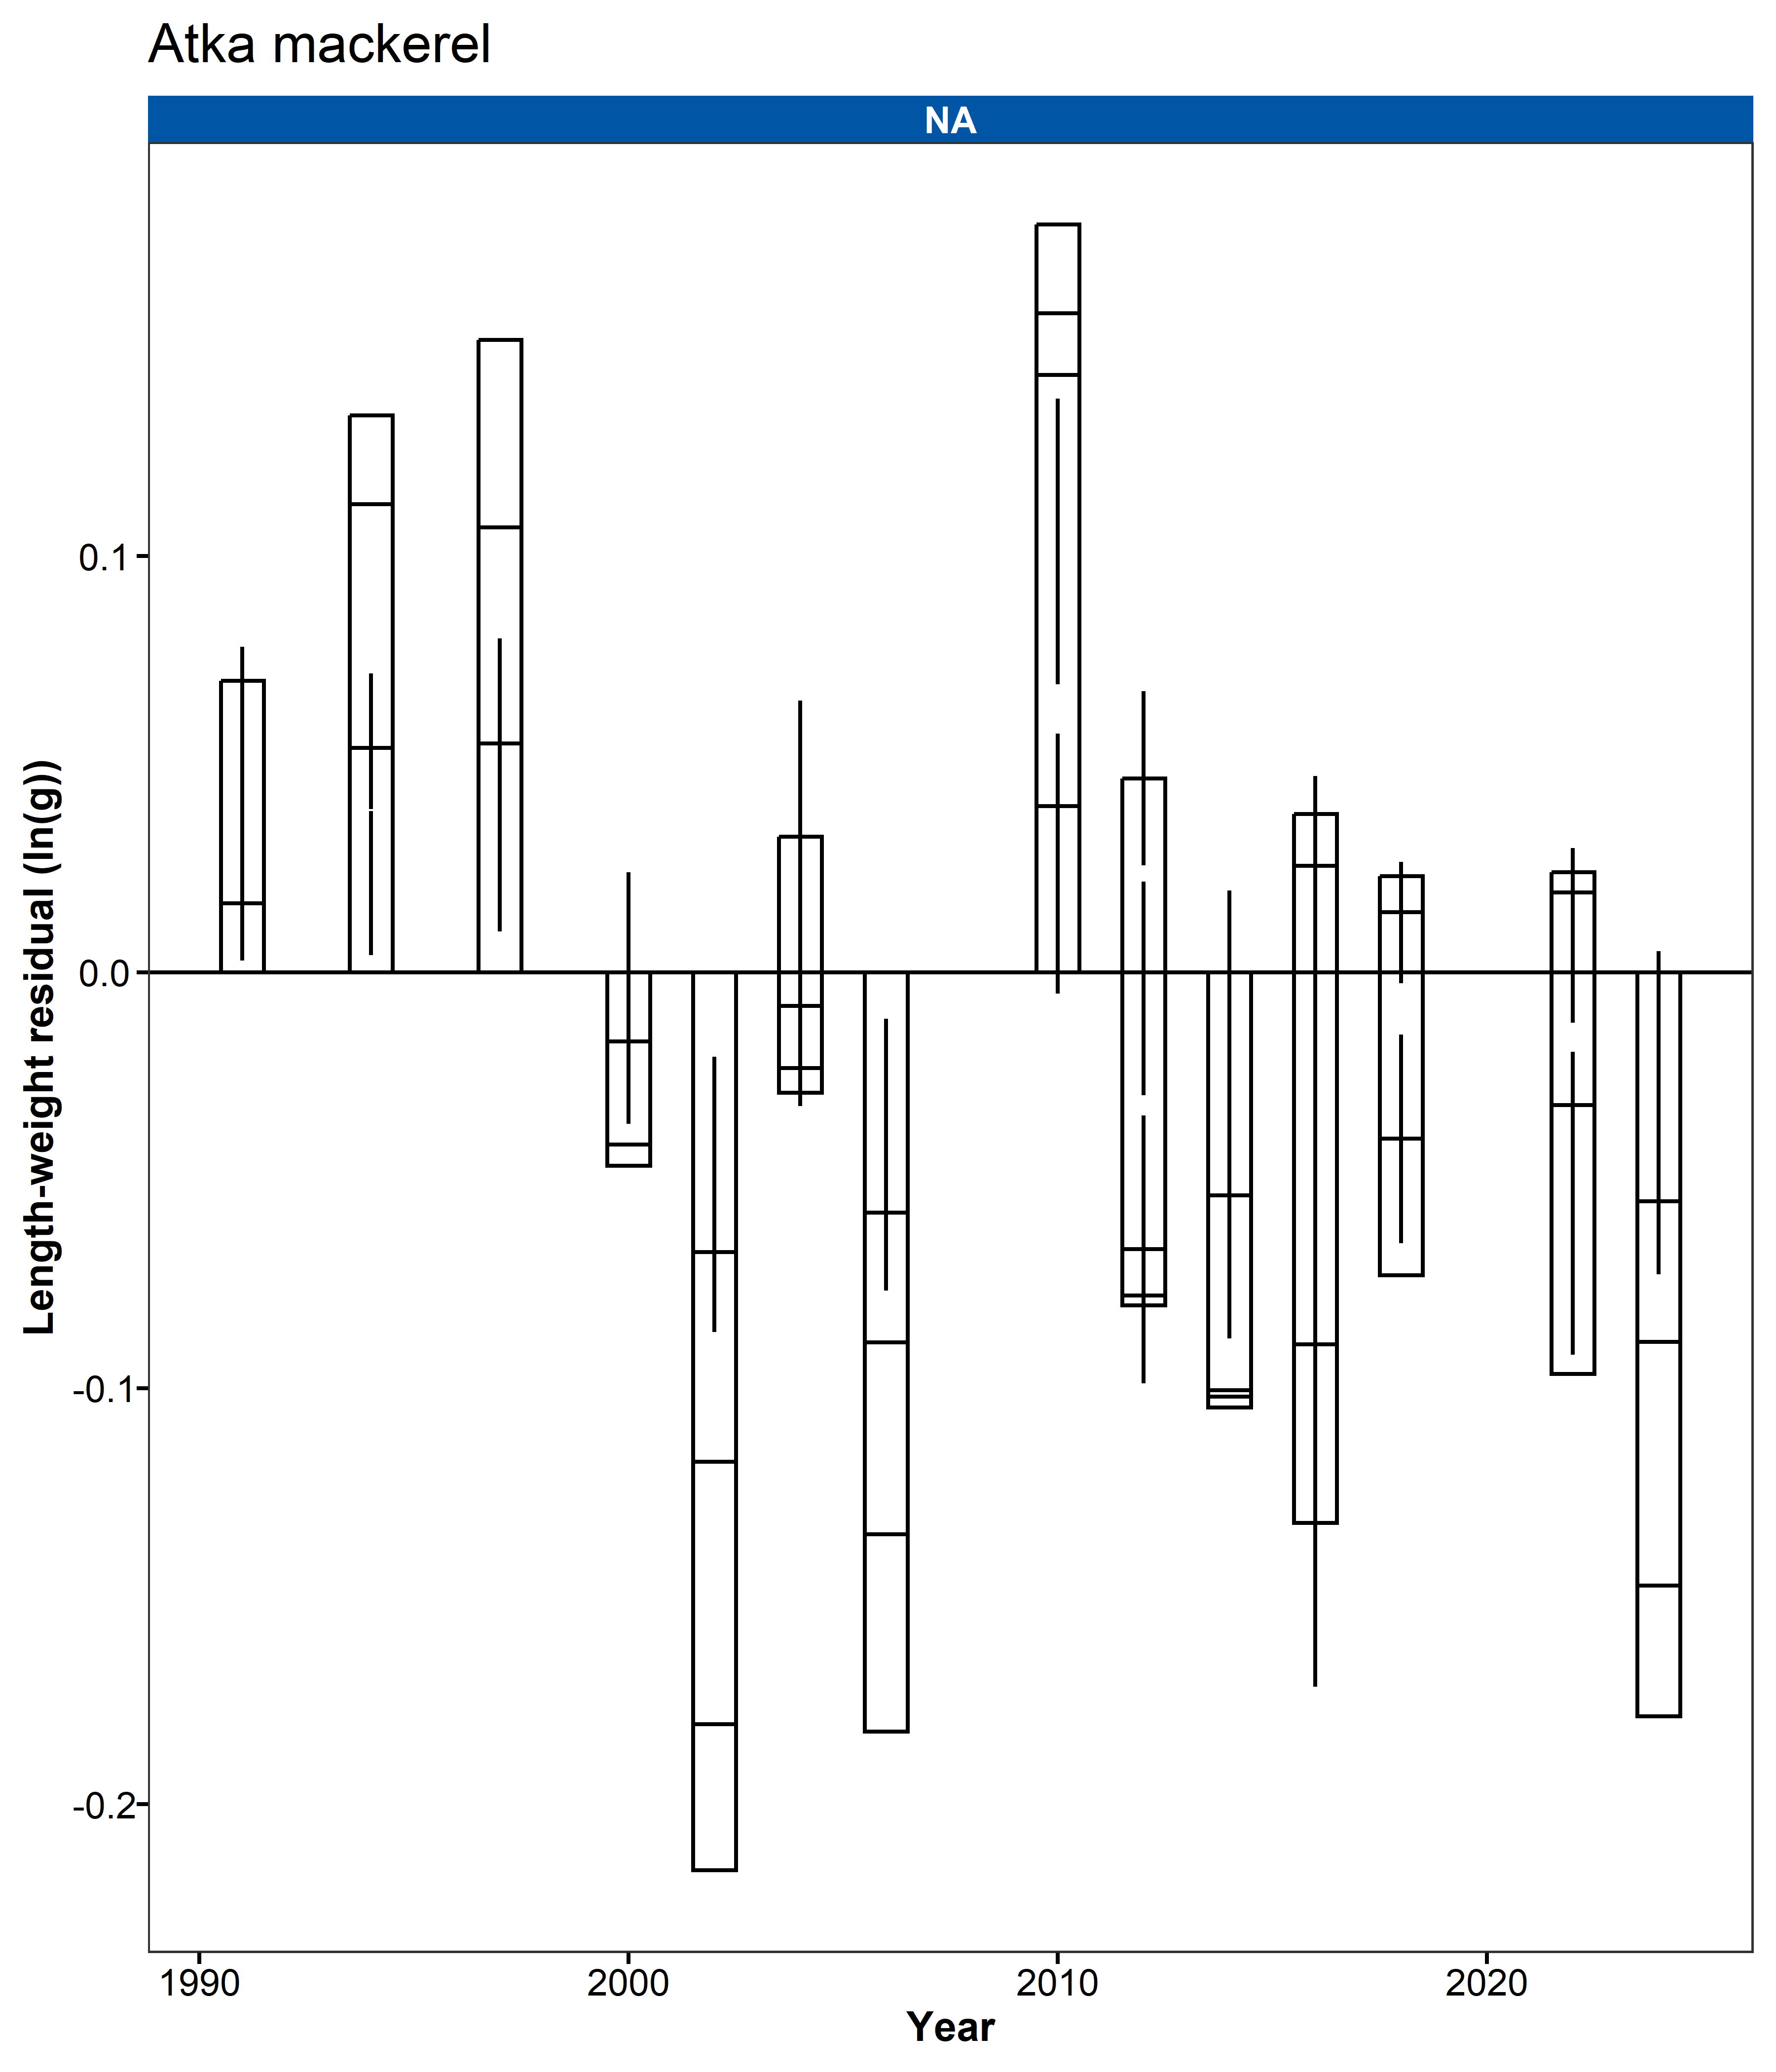 Atka mackerel
NA
Length-weight residual (ln(g))
0.1
0.0
-0.1
-0.2
1990 2000 2010 2020
Year